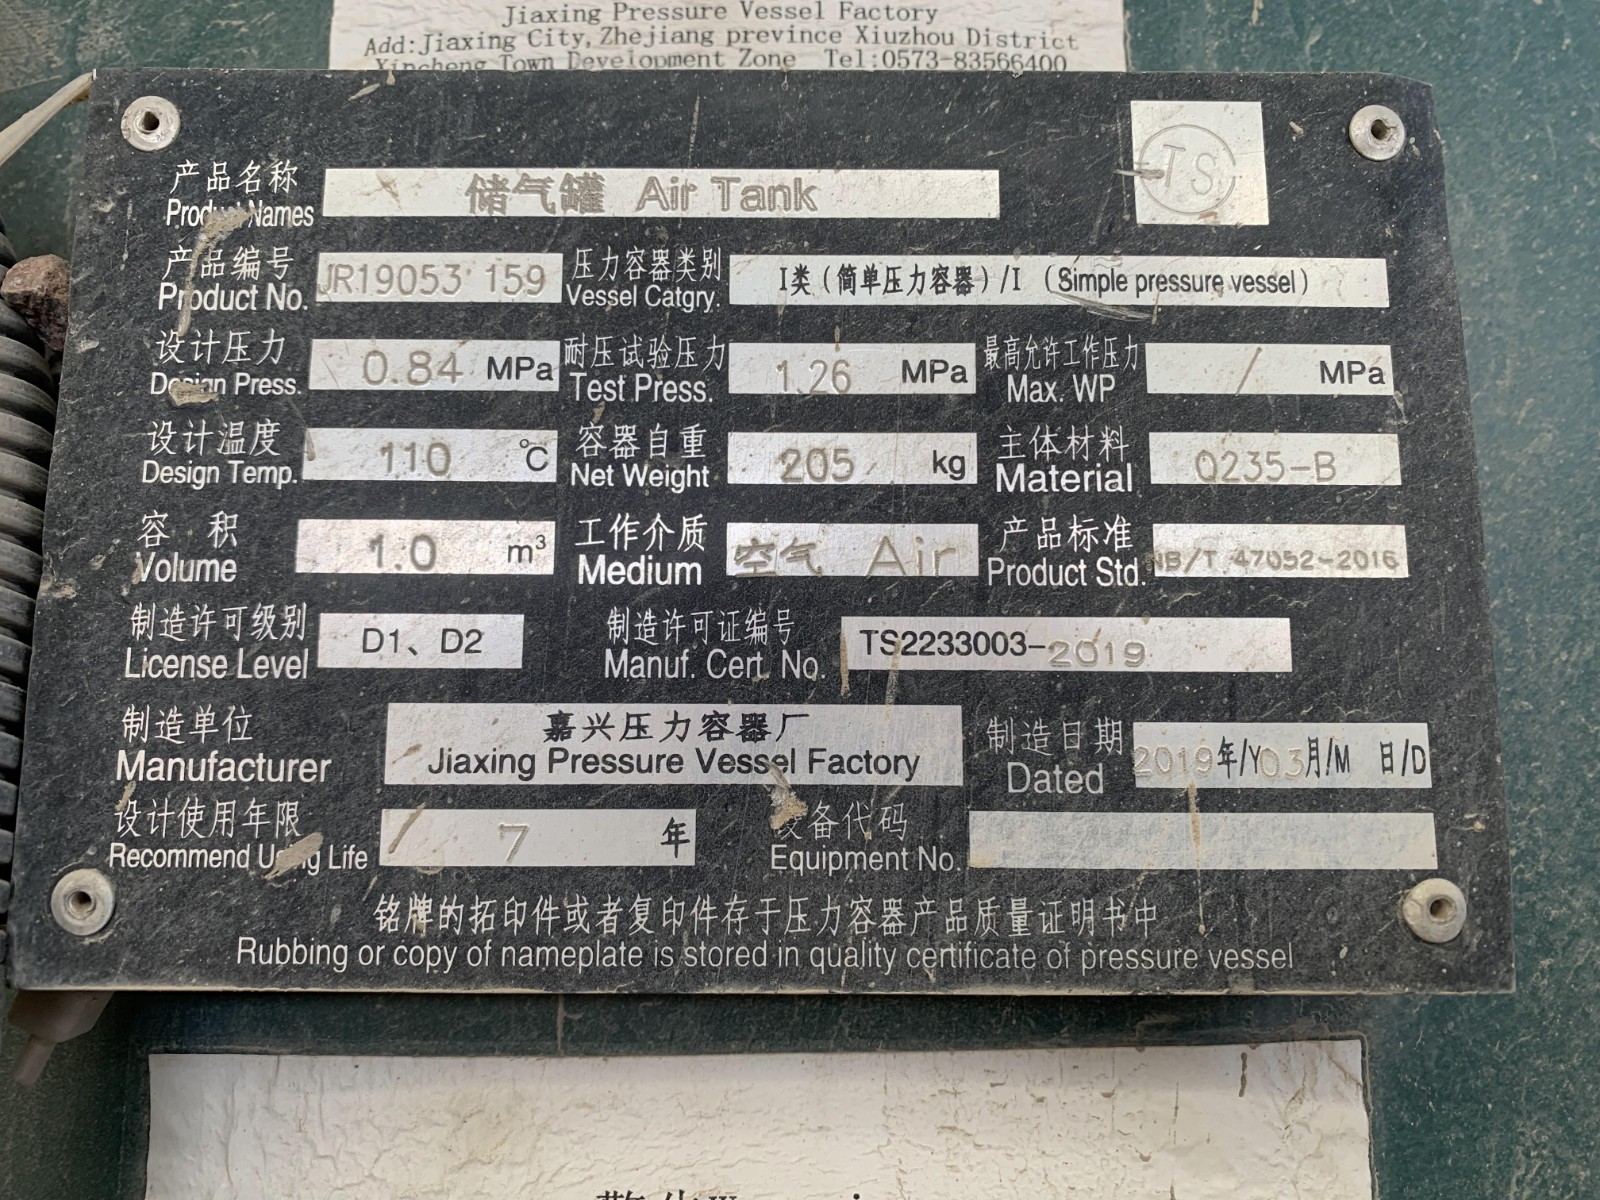 Jiaxing Pressure Vessel Factory
Add:Jiaxing City,Zhejiang prevince Xiuzhou District
Xincheng Town Development Zone Tel:0573-83566400
TS
产品名称 储气罐 Air Tank
Product Names
产品编号 JR19053 159 压力容器类别 I类（简单压力容器）/I （Simple pressure vessel）
Product No. Vessel Catgry.
设计压力 0.84 MPa 耐压试验压力 1.26 MPa 最高允许工作压力 / MPa
Design Press. Test Press. Max. WP
设计温度 110 ℃ 容器自重 205 kg 主体材料 Q235-B
Design Temp. Net Weight Material
容 积 1.0 m³ 工作介质 空气 Air 产品标准 NB/T 47052-2016
Volume Medium Product Std.
制造许可级别 D1、D2 制造许可证编号 TS2233003-2019
License Level Manuf. Cert. No.
制造单位 嘉兴压力容器厂 制造日期 2019年/Y03月/M 日/D
Manufacturer Jiaxing Pressure Vessel Factory Dated
设计使用年限 7 年 设备代码
Recommend Using Life Equipment No.
铭牌的拓印件或者复印件存于压力容器产品质量证明书中
Rubbing or copy of nameplate is stored in quality certificate of pressure vessel